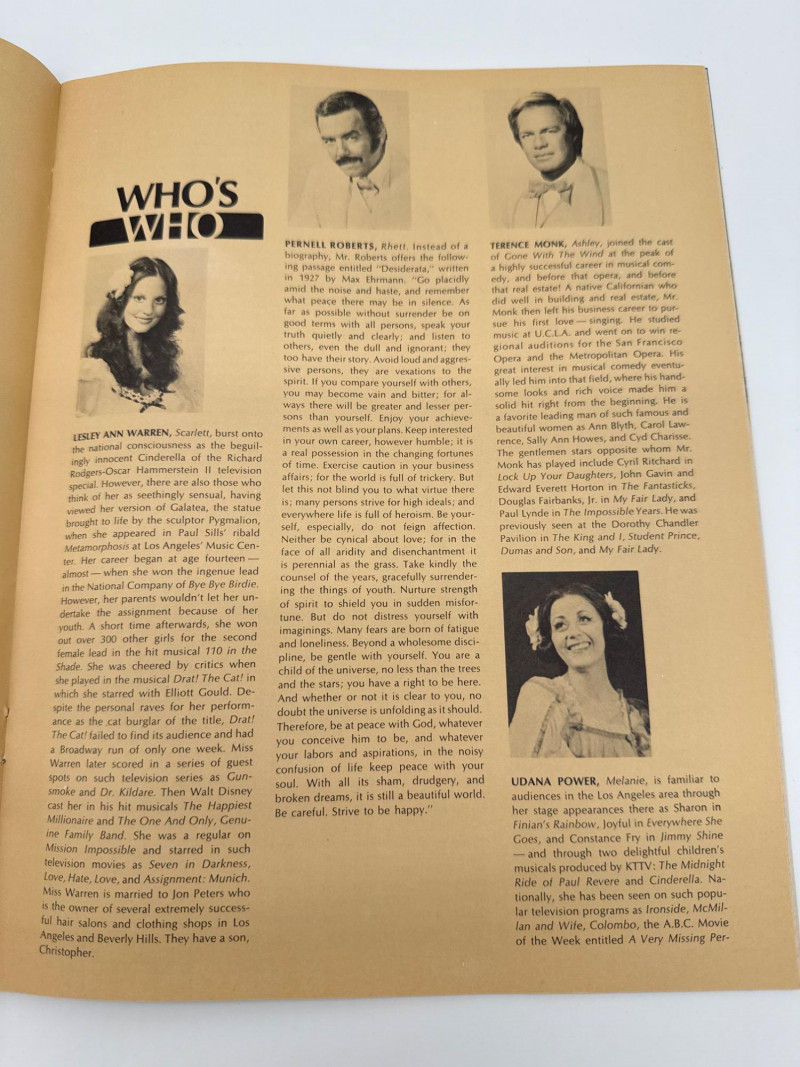 WHO'S
WHO
LESLEY ANN WARREN, Scarlett, burst onto
the national consciousness as the beguil-
ingly innocent Cinderella of the Richard
Rodgers-Oscar Hammerstein II television
special. However, there are also those who
think of her as seethingly sensual, having
viewed her version of Galatea, the statue
brought to life by the sculptor Pygmalion,
when she appeared in Paul Sills' ribald
Metamorphosis at Los Angeles' Music Cen-
ter. Her career began at age fourteen—
almost—when she won the ingenue lead
in the National Company of Bye Bye Birdie.
However, her parents wouldn't let her un-
dertake the assignment because of her
youth. A short time afterwards, she won
out over 300 other girls for the second
female lead in the hit musical 110 in the
Shade. She was cheered by critics when
she played in the musical Drat! The Cat! in
which she starred with Elliott Gould. De-
spite the personal raves for her perform-
ance as the cat burglar of the title, Drat!
The Cat! failed to find its audience and had
a Broadway run of only one week. Miss
Warren later scored in a series of guest
spots on such television series as Gun-
smoke and Dr. Kildare. Then Walt Disney
cast her in his hit musicals The Happiest
Millionaire and The One And Only, Genu-
ine Family Band. She was a regular on
Mission Impossible and starred in such
television movies as Seven in Darkness,
Love, Hate, Love, and Assignment: Munich.
Miss Warren is married to Jon Peters who
is the owner of several extremely success-
ful hair salons and clothing shops in Los
Angeles and Beverly Hills. They have a son,
Christopher.
PERNELL ROBERTS, Rhett. Instead of a
biography, Mr. Roberts offers the follow-
ing passage entitled "Desiderata," written
in 1927 by Max Ehrmann. "Go placidly
amid the noise and haste, and remember
what peace there may be in silence. As
far as possible without surrender be on
good terms with all persons, speak your
truth quietly and clearly; and listen to
others, even the dull and ignorant; they
too have their story. Avoid loud and aggres-
sive persons, they are vexations to the
spirit. If you compare yourself with others,
you may become vain and bitter; for al-
ways there will be greater and lesser per-
sons than yourself. Enjoy your achieve-
ments as well as your plans. Keep interested
in your own career, however humble; it is
a real possession in the changing fortunes
of time. Exercise caution in your business
affairs; for the world is full of trickery. But
let this not blind you to what virtue there
is; many persons strive for high ideals; and
everywhere life is full of heroism. Be your-
self, especially, do not feign affection.
Neither be cynical about love; for in the
face of all aridity and disenchantment it
is perennial as the grass. Take kindly the
counsel of the years, gracefully surrender-
ing the things of youth. Nurture strength
of spirit to shield you in sudden misfor-
tune. But do not distress yourself with
imaginings. Many fears are born of fatigue
and loneliness. Beyond a wholesome disci-
pline, be gentle with yourself. You are a
child of the universe, no less than the trees
and the stars; you have a right to be here.
And whether or not it is clear to you, no
doubt the universe is unfolding as it should.
Therefore, be at peace with God, whatever
you conceive him to be, and whatever
your labors and aspirations, in the noisy
confusion of life keep peace with your
soul. With all its sham, drudgery, and
broken dreams, it is still a beautiful world.
Be careful. Strive to be happy."
TERENCE MONK, Ashley, joined the cast
of Gone With The Wind at the peak of
a highly successful career in musical com-
edy, and before that opera, and before
that real estate! A native Californian who
did well in building and real estate, Mr.
Monk then left his business career to pur-
sue his first love—singing. He studied
music at U.C.L.A. and went on to win re-
gional auditions for the San Francisco
Opera and the Metropolitan Opera. His
great interest in musical comedy eventu-
ally led him into that field, where his hand-
some looks and rich voice made him a
solid hit right from the beginning. He is
a favorite leading man of such famous and
beautiful women as Ann Blyth, Carol Law-
rence, Sally Ann Howes, and Cyd Charisse.
The gentlemen stars opposite whom Mr.
Monk has played include Cyril Ritchard in
Lock Up Your Daughters, John Gavin and
Edward Everett Horton in The Fantasticks,
Douglas Fairbanks, Jr. in My Fair Lady, and
Paul Lynde in The Impossible Years. He was
previously seen at the Dorothy Chandler
Pavilion in The King and I, Student Prince,
Dumas and Son, and My Fair Lady.
UDANA POWER, Melanie, is familiar to
audiences in the Los Angeles area through
her stage appearances there as Sharon in
Finian's Rainbow, Joyful in Everywhere She
Goes, and Constance Fry in Jimmy Shine
—and through two delightful children's
musicals produced by KTTV: The Midnight
Ride of Paul Revere and Cinderella. Na-
tionally, she has been seen on such popu-
lar television programs as Ironside, McMil-
lan and Wife, Colombo, the A.B.C. Movie
of the Week entitled A Very Missing Per-